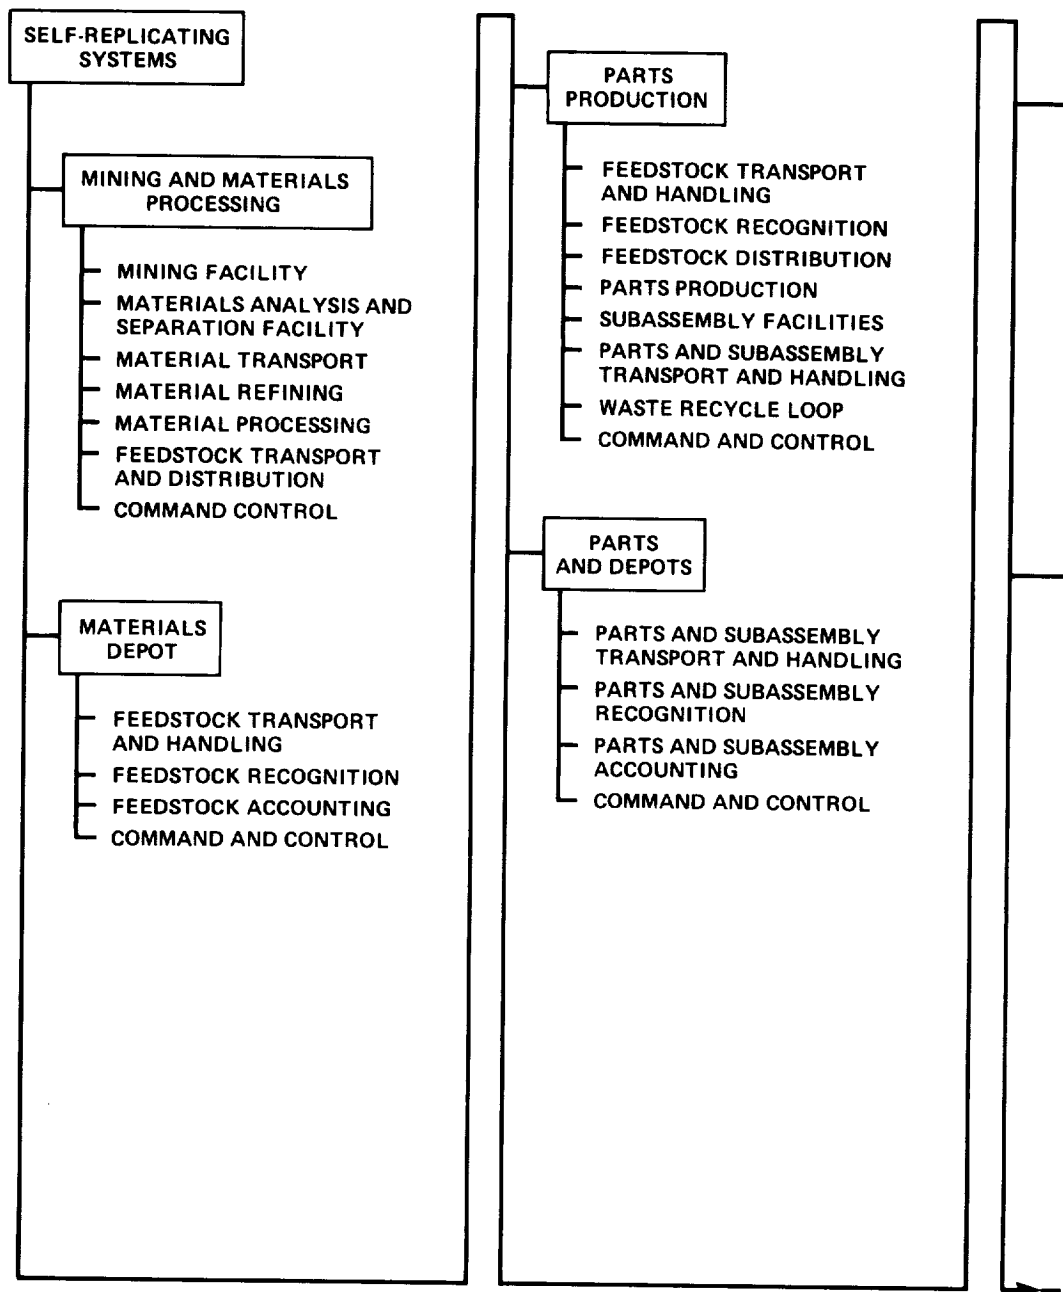 SELF-REPLICATING
SYSTEMS
MINING AND MATERIALS
PROCESSING
MINING FACILITY
MATERIALS ANALYSIS AND
SEPARATION FACILITY
MATERIAL TRANSPORT
MATERIAL REFINING
MATERIAL PROCESSING
FEEDSTOCK TRANSPORT
AND DISTRIBUTION
COMMAND CONTROL
MATERIALS
DEPOT
FEEDSTOCK TRANSPORT
AND HANDLING
FEEDSTOCK RECOGNITION
FEEDSTOCK ACCOUNTING
COMMAND AND CONTROL
PARTS
PRODUCTION
FEEDSTOCK TRANSPORT
AND HANDLING
FEEDSTOCK RECOGNITION
FEEDSTOCK DISTRIBUTION
PARTS PRODUCTION
SUBASSEMBLY FACILITIES
PARTS AND SUBASSEMBLY
TRANSPORT AND HANDLING
WASTE RECYCLE LOOP
COMMAND AND CONTROL
PARTS
AND DEPOTS
PARTS AND SUBASSEMBLY
TRANSPORT AND HANDLING
PARTS AND SUBASSEMBLY
RECOGNITION
PARTS AND SUBASSEMBLY
ACCOUNTING
COMMAND AND CONTROL